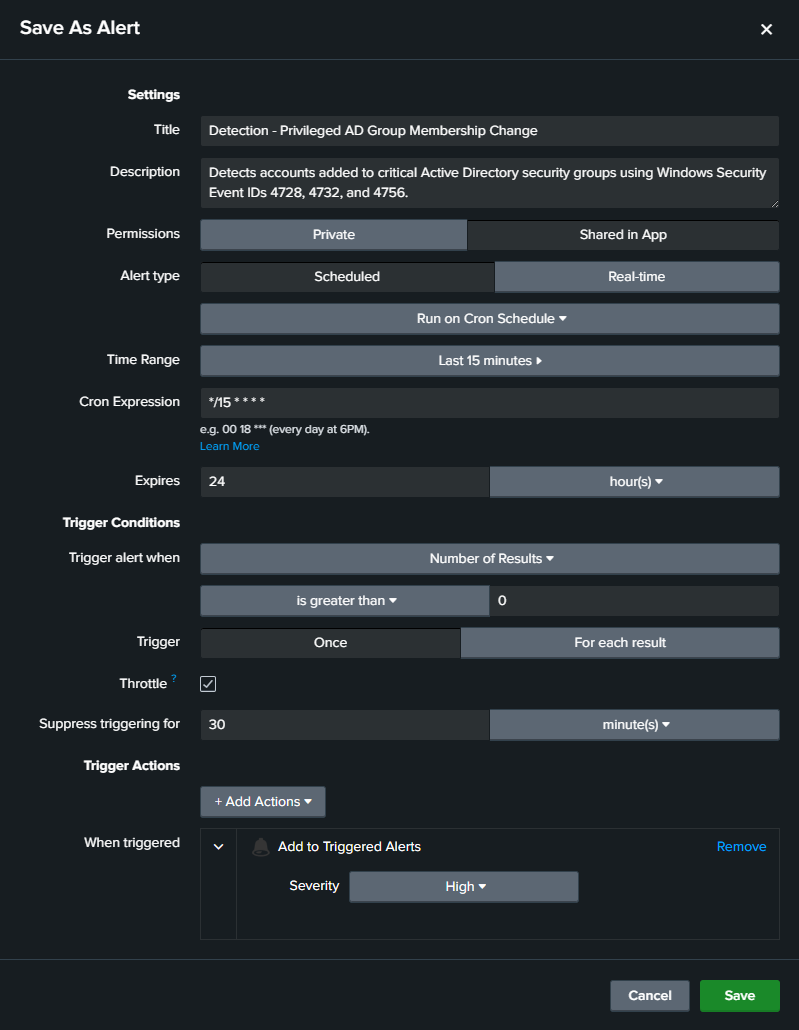 Save As Alert
Settings
Title
Detection - Privileged AD Group Membership Change
Description
Detects accounts added to critical Active Directory security groups using Windows Security
Event IDs 4728, 4732, and 4756.
Permissions
Private
Shared in App
Alert type
Scheduled
Real-time
Run on Cron Schedule
Time Range
Last 15 minutes
Cron Expression
*/15 * * * *
e.g. 00 18 *** (every day at 6PM).
Learn More
Expires
24
hour(s)
Trigger Conditions
Trigger alert when
Number of Results
is greater than
0
Trigger
Once
For each result
Throttle ?
Suppress triggering for
30
minute(s)
Trigger Actions
+ Add Actions
When triggered
Add to Triggered Alerts
Remove
Severity
High
Cancel
Save